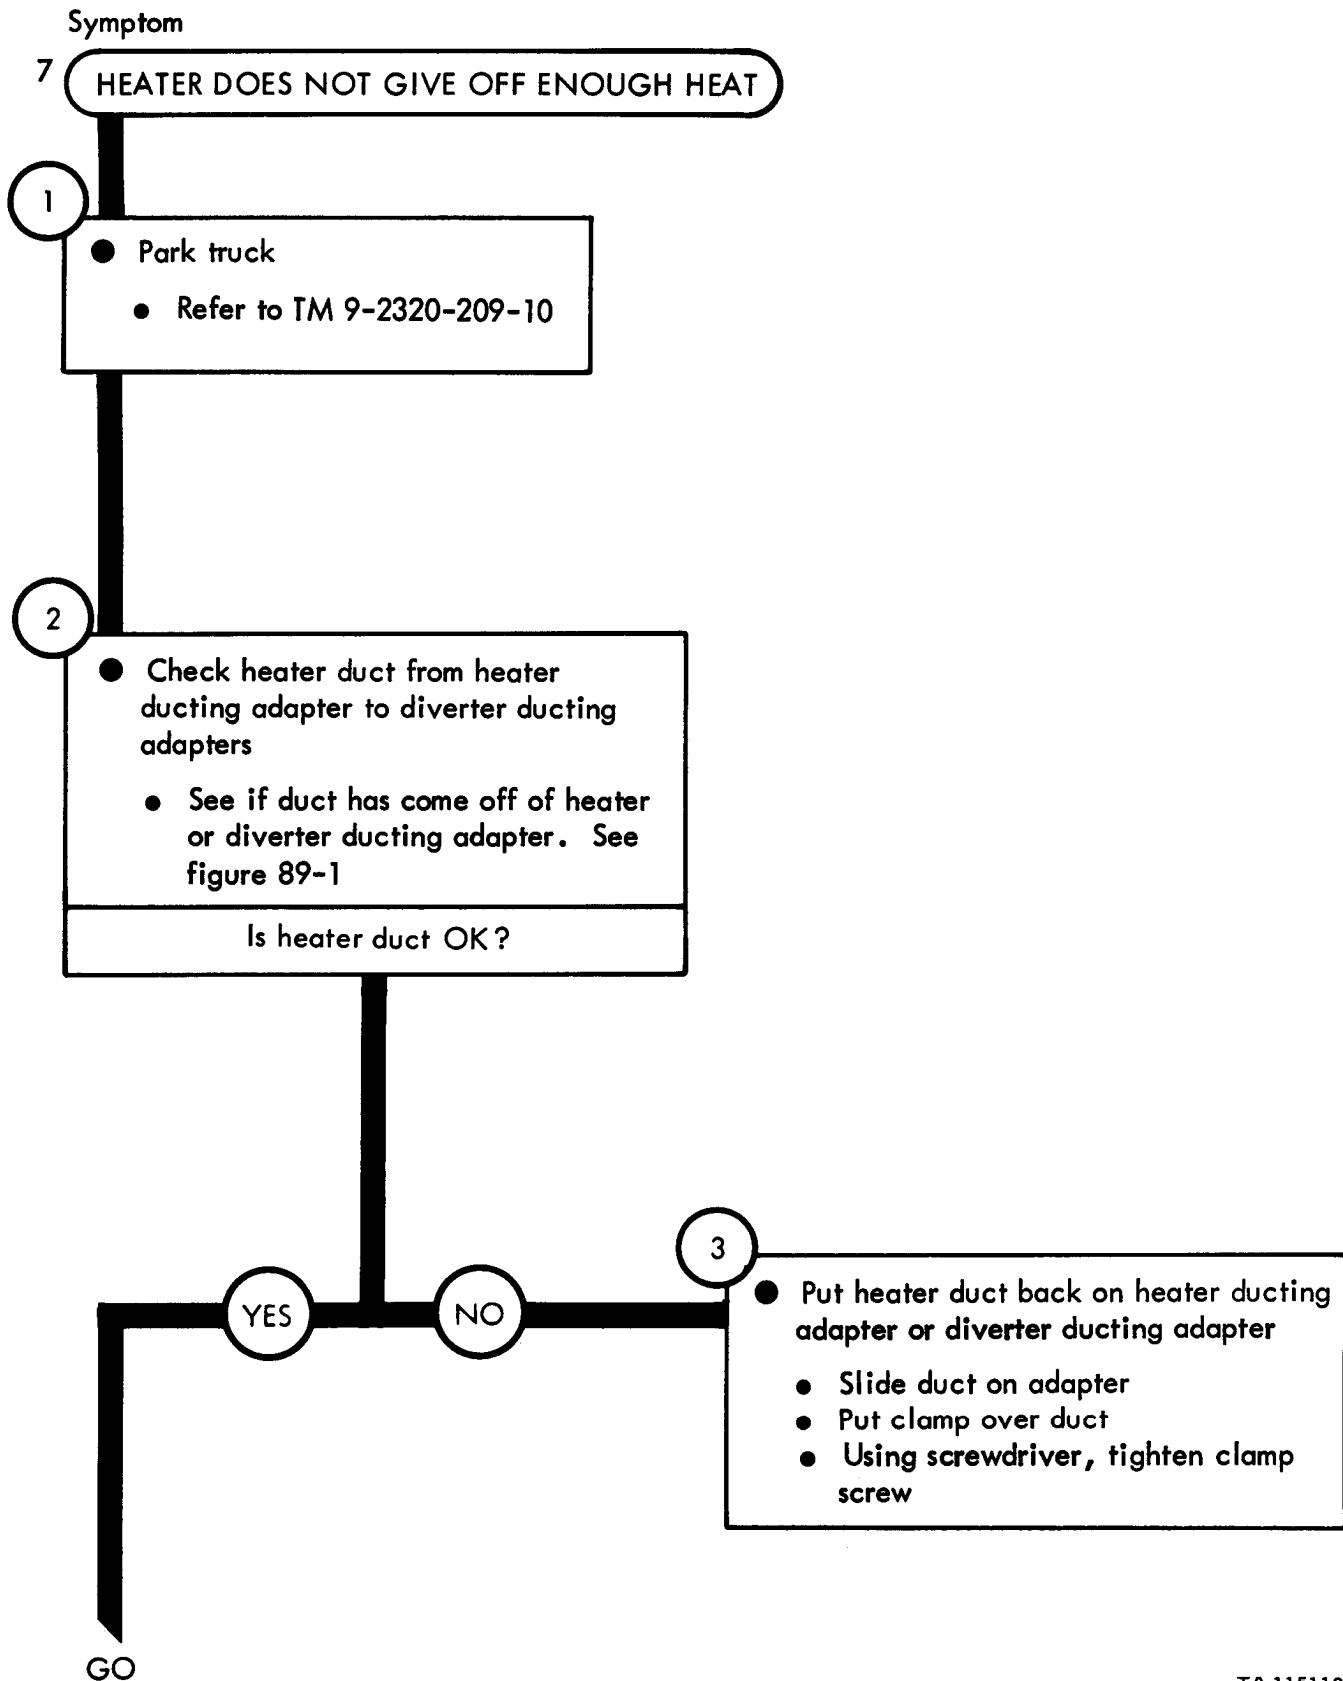 Symptom
7 HEATER DOES NOT GIVE OFF ENOUGH HEAT
1
● Park truck
● Refer to TM 9-2320-209-10
2
● Check heater duct from heater
ducting adapter to diverter ducting
adapters
● See if duct has come off of heater
or diverter ducting adapter. See
figure 89-1
Is heater duct OK?
YES
NO
3
● Put heater duct back on heater ducting
adapter or diverter ducting adapter
● Slide duct on adapter
● Put clamp over duct
● Using screwdriver, tighten clamp
screw
GO